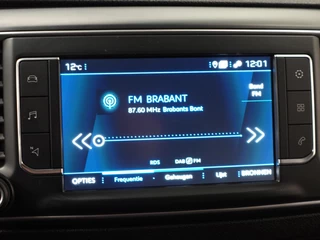 12°C
12:01
FM BRABANT
87.60 MHz Brabants Bont
Band
FM
RDS DAB FM
OPTIES Frequentie Geheugen Lijst BRONNEN